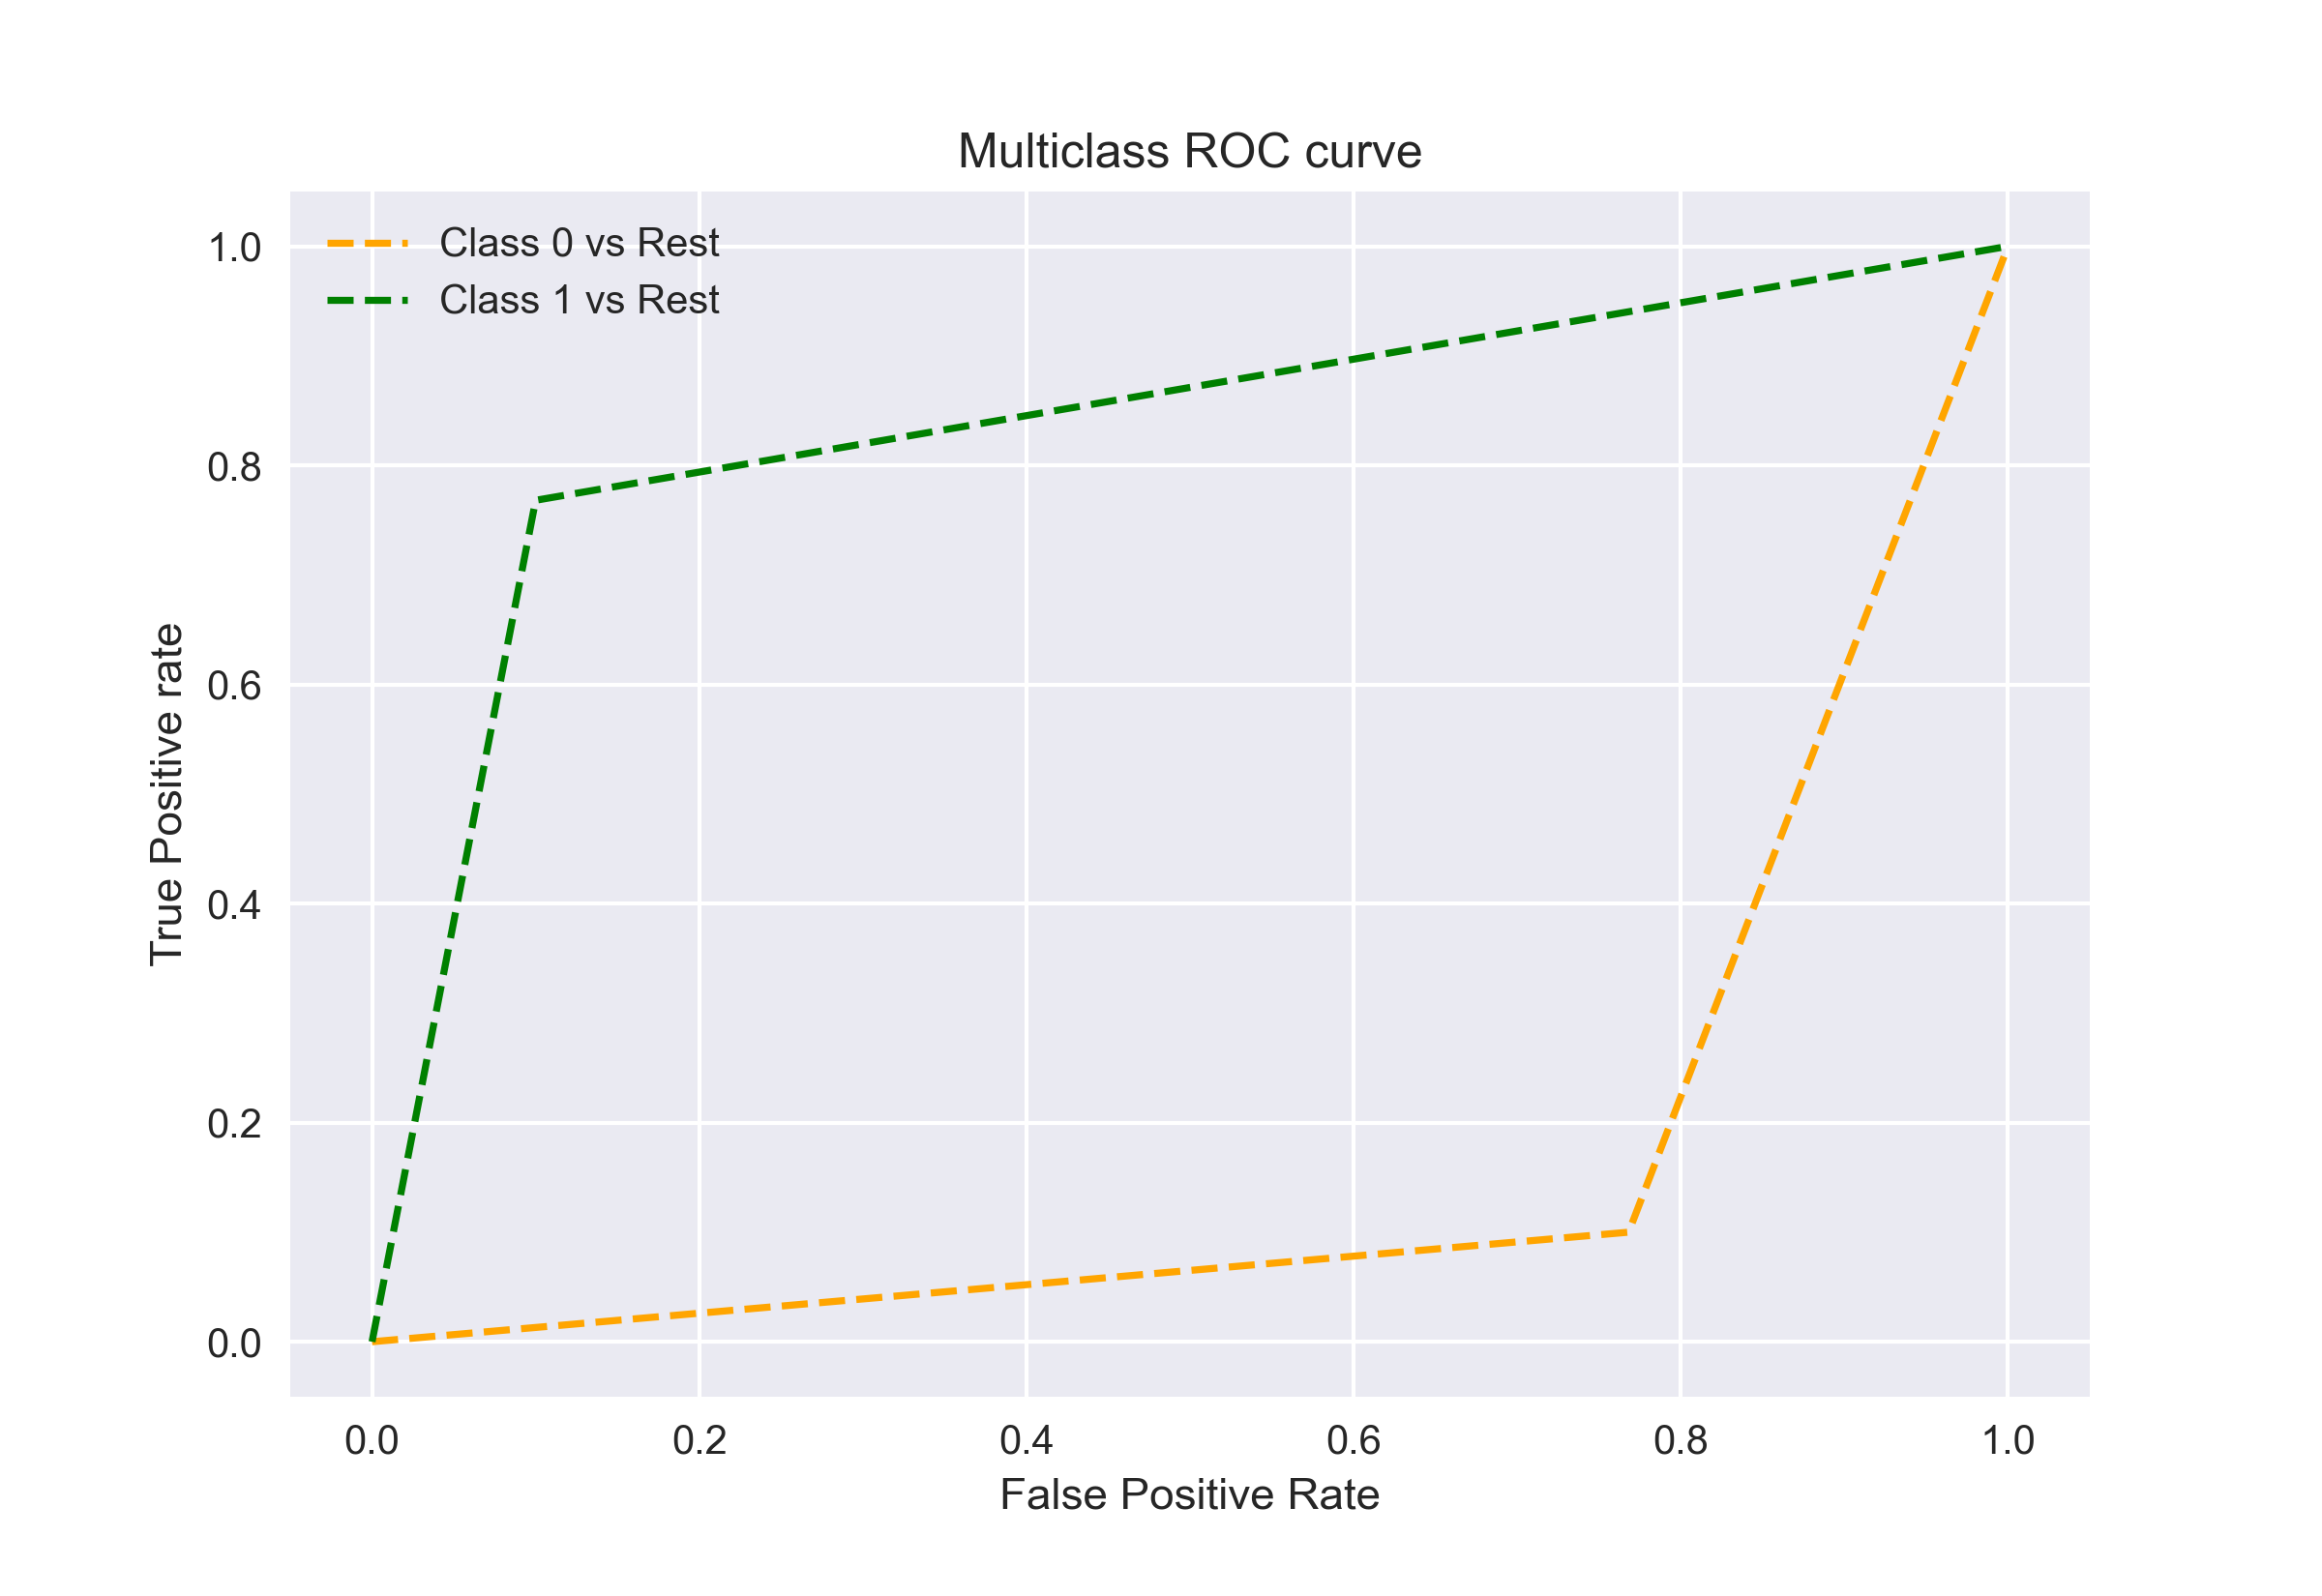 Multiclass ROC curve
Class 0 vs Rest
Class 1 vs Rest
True Positive rate
1.0
0.8
0.6
0.4
0.2
0.0
0.0 0.2 0.4 0.6 0.8 1.0
False Positive Rate